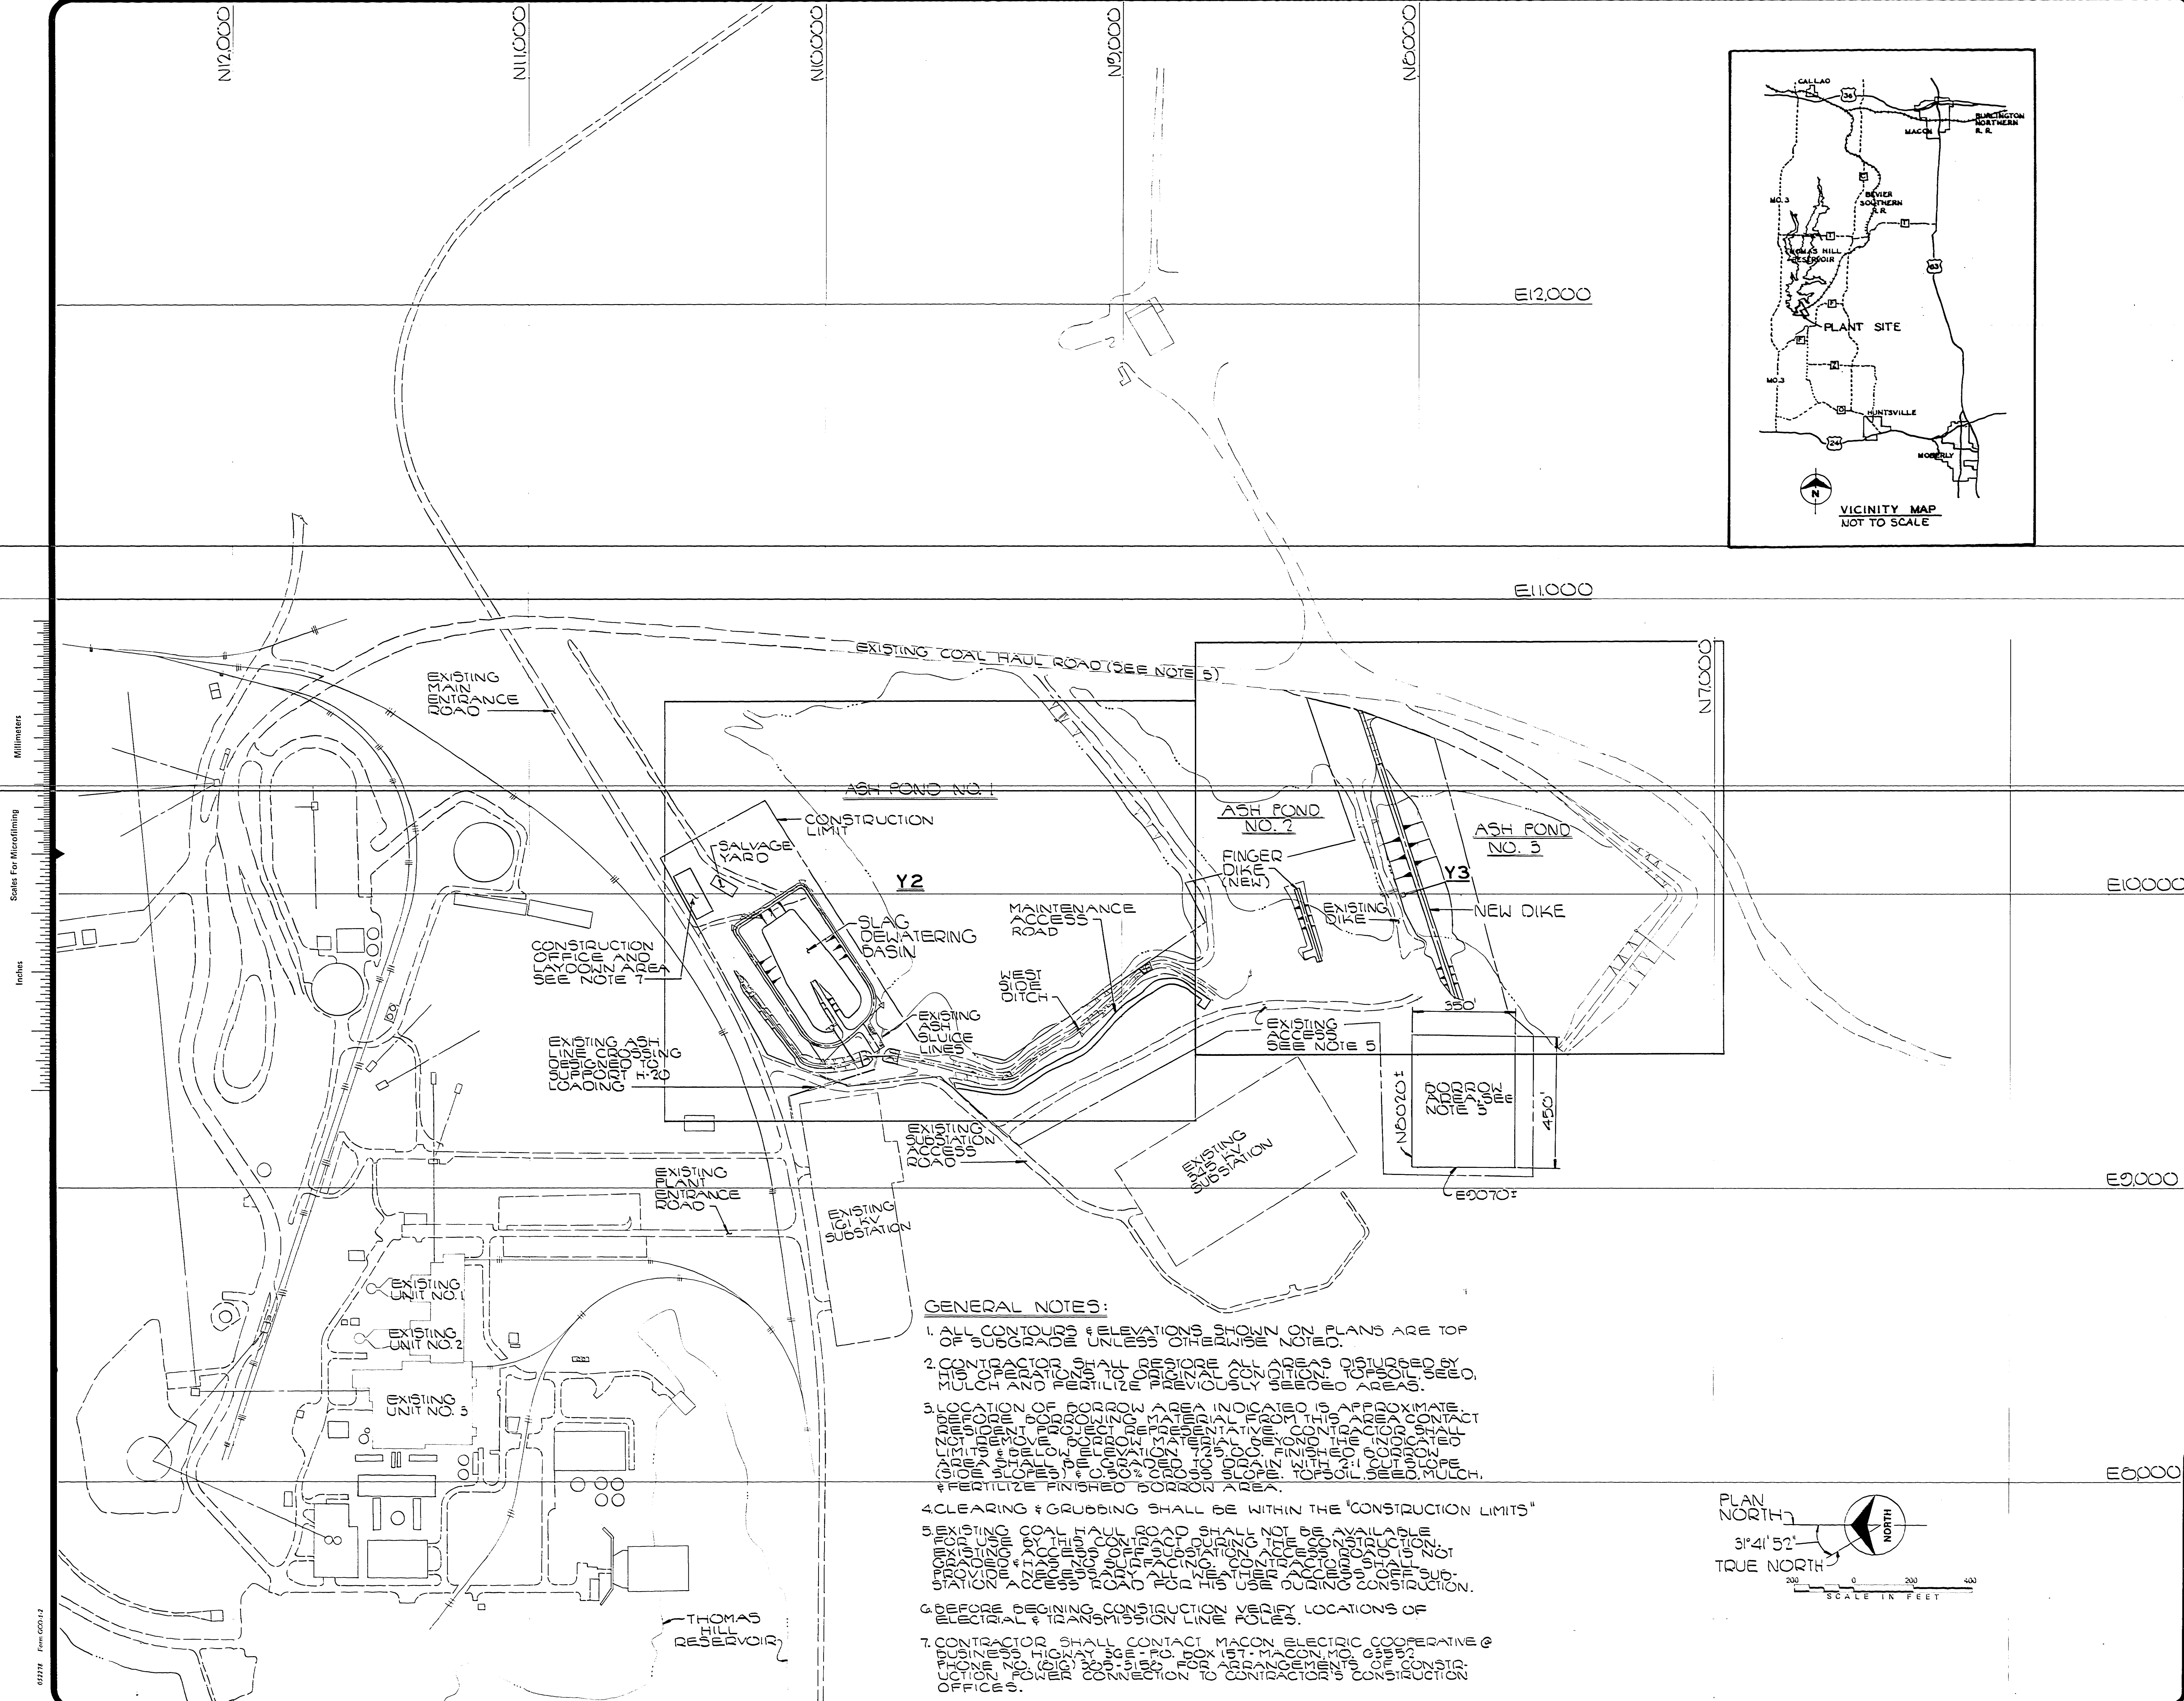 N12,000
N11,000
N10,000
N9,000
N8,000
CALLAO
36
MACON
BURLINGTON
NORTHERN
R. R.
C
MO. 3
BEVIER
SOUTHERN
R.R.
T
T
THOMAS HILL
RESERVOIR
63
F
PLANT SITE
F
Z
MO.3
O
HUNTSVILLE
24
MOBERLY
N
VICINITY MAP
NOT TO SCALE
E12,000
E11,000
N7,000
EXISTING COAL HAUL ROAD (SEE NOTE 5)
EXISTING
MAIN
ENTRANCE
ROAD
ASH POND NO. 1
CONSTRUCTION
LIMIT
SALVAGE
YARD
Y2
ASH POND
NO. 2
ASH POND
NO. 3
FINGER
DIKE
(NEW)
Y3
E10,000
EXISTING
DIKE
NEW DIKE
SLAG
DEWATERING
BASIN
MAINTENANCE
ACCESS
ROAD
CONSTRUCTION
OFFICE AND
LAYDOWN AREA
SEE NOTE 7
WEST
SIDE
DITCH
EXISTING
ASH
SLUICE
LINES
EXISTING ASH
LINE CROSSING
DESIGNED TO
SUPPORT H-20
LOADING
EXISTING
ACCESS
SEE NOTE 5
350'
N8020±
BORROW
AREA, SEE
NOTE 3
450'
E9070±
EXISTING
SUBSTATION
ACCESS
ROAD
EXISTING
345 KV
SUBSTATION
EXISTING
PLANT
ENTRANCE
ROAD
EXISTING
161 KV
SUBSTATION
E9,000
EXISTING
UNIT NO. 1
EXISTING
UNIT NO. 2
EXISTING
UNIT NO. 3
THOMAS
HILL
RESERVOIR
GENERAL NOTES:
1. ALL CONTOURS & ELEVATIONS SHOWN ON PLANS ARE TOP
OF SUBGRADE UNLESS OTHERWISE NOTED.
2. CONTRACTOR SHALL RESTORE ALL AREAS DISTURBED BY
HIS OPERATIONS TO ORIGINAL CONDITION. TOPSOIL, SEED,
MULCH AND FERTILIZE PREVIOUSLY SEEDED AREAS.
3. LOCATION OF BORROW AREA INDICATED IS APPROXIMATE.
BEFORE BORROWING MATERIAL FROM THIS AREA CONTACT
RESIDENT PROJECT REPRESENTATIVE. CONTRACTOR SHALL
NOT REMOVE BORROW MATERIAL BEYOND THE INDICATED
LIMITS & BELOW ELEVATION 725.00. FINISHED BORROW
AREA SHALL BE GRADED TO DRAIN WITH 2:1 CUT SLOPE
(SIDE SLOPES) & 0.50% CROSS SLOPE. TOPSOIL, SEED, MULCH,
& FERTILIZE FINISHED BORROW AREA.
4. CLEARING & GRUBBING SHALL BE WITHIN THE "CONSTRUCTION LIMITS"
5. EXISTING COAL HAUL ROAD SHALL NOT BE AVAILABLE
FOR USE BY THIS CONTRACT DURING THE CONSTRUCTION.
EXISTING ACCESS OFF SUBSTATION ACCESS ROAD IS NOT
GRADED & HAS NO SURFACING. CONTRACTOR SHALL
PROVIDE NECESSARY ALL WEATHER ACCESS OFF SUB-
STATION ACCESS ROAD FOR HIS USE DURING CONSTRUCTION.
6. BEFORE BEGINING CONSTRUCTION VERIFY LOCATIONS OF
ELECTRIAL & TRANSMISSION LINE POLES.
7. CONTRACTOR SHALL CONTACT MACON ELECTRIC COOPERATIVE @
BUSINESS HIGWAY 36E - P.O. BOX 157 - MACON, MO. 63552
PHONE NO. (816) 385-3158 FOR ARRANGEMENTS OF CONSTR-
UCTION POWER CONNECTION TO CONTRACTOR'S CONSTRUCTION
OFFICES.
E8,000
PLAN
NORTH
31°41'52"
TRUE NORTH
NORTH
200 0 200 400
SCALE IN FEET
Millimeters
Scales For Microfilming
Inches
052278 Form GCO-1-2